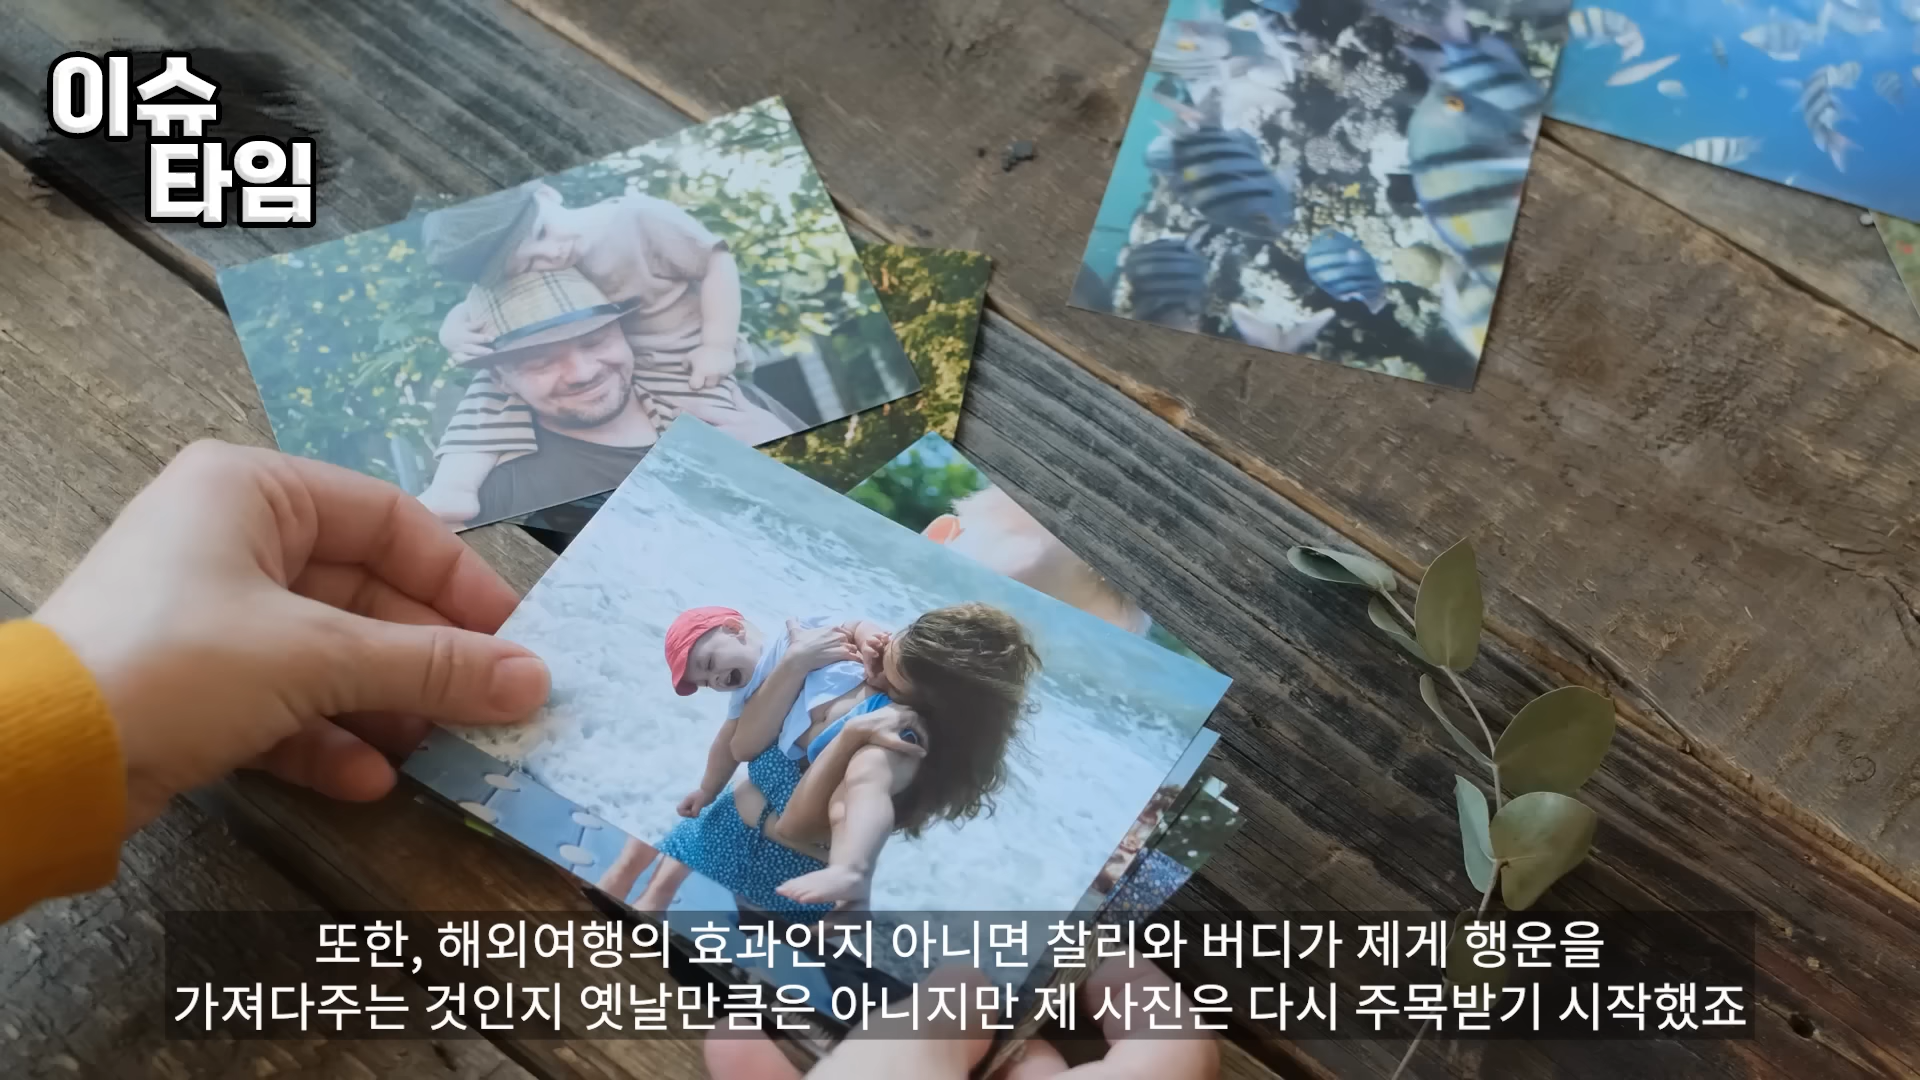 이슈
타임
또한, 해외여행의 효과인지 아니면 찰리와 버디가 제게 행운을
가져다주는 것인지 옛날만큼은 아니지만 제 사진은 다시 주목받기 시작했죠